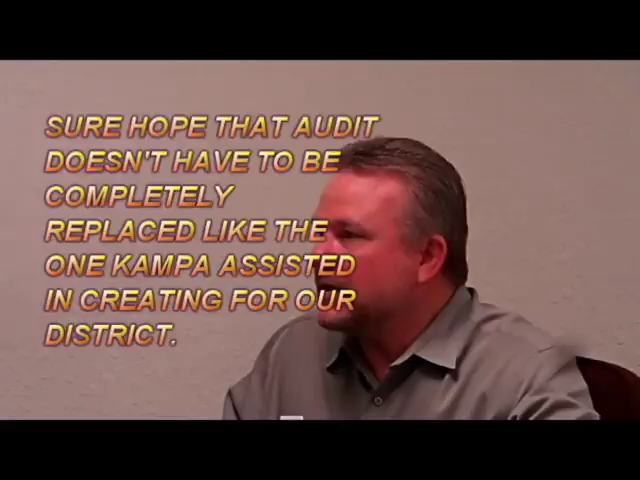 SURE HOPE THAT AUDIT
DOESN'T HAVE TO BE
COMPLETELY
REPLACED LIKE THE
ONE KAMPA ASSISTED
IN CREATING FOR OUR
DISTRICT.